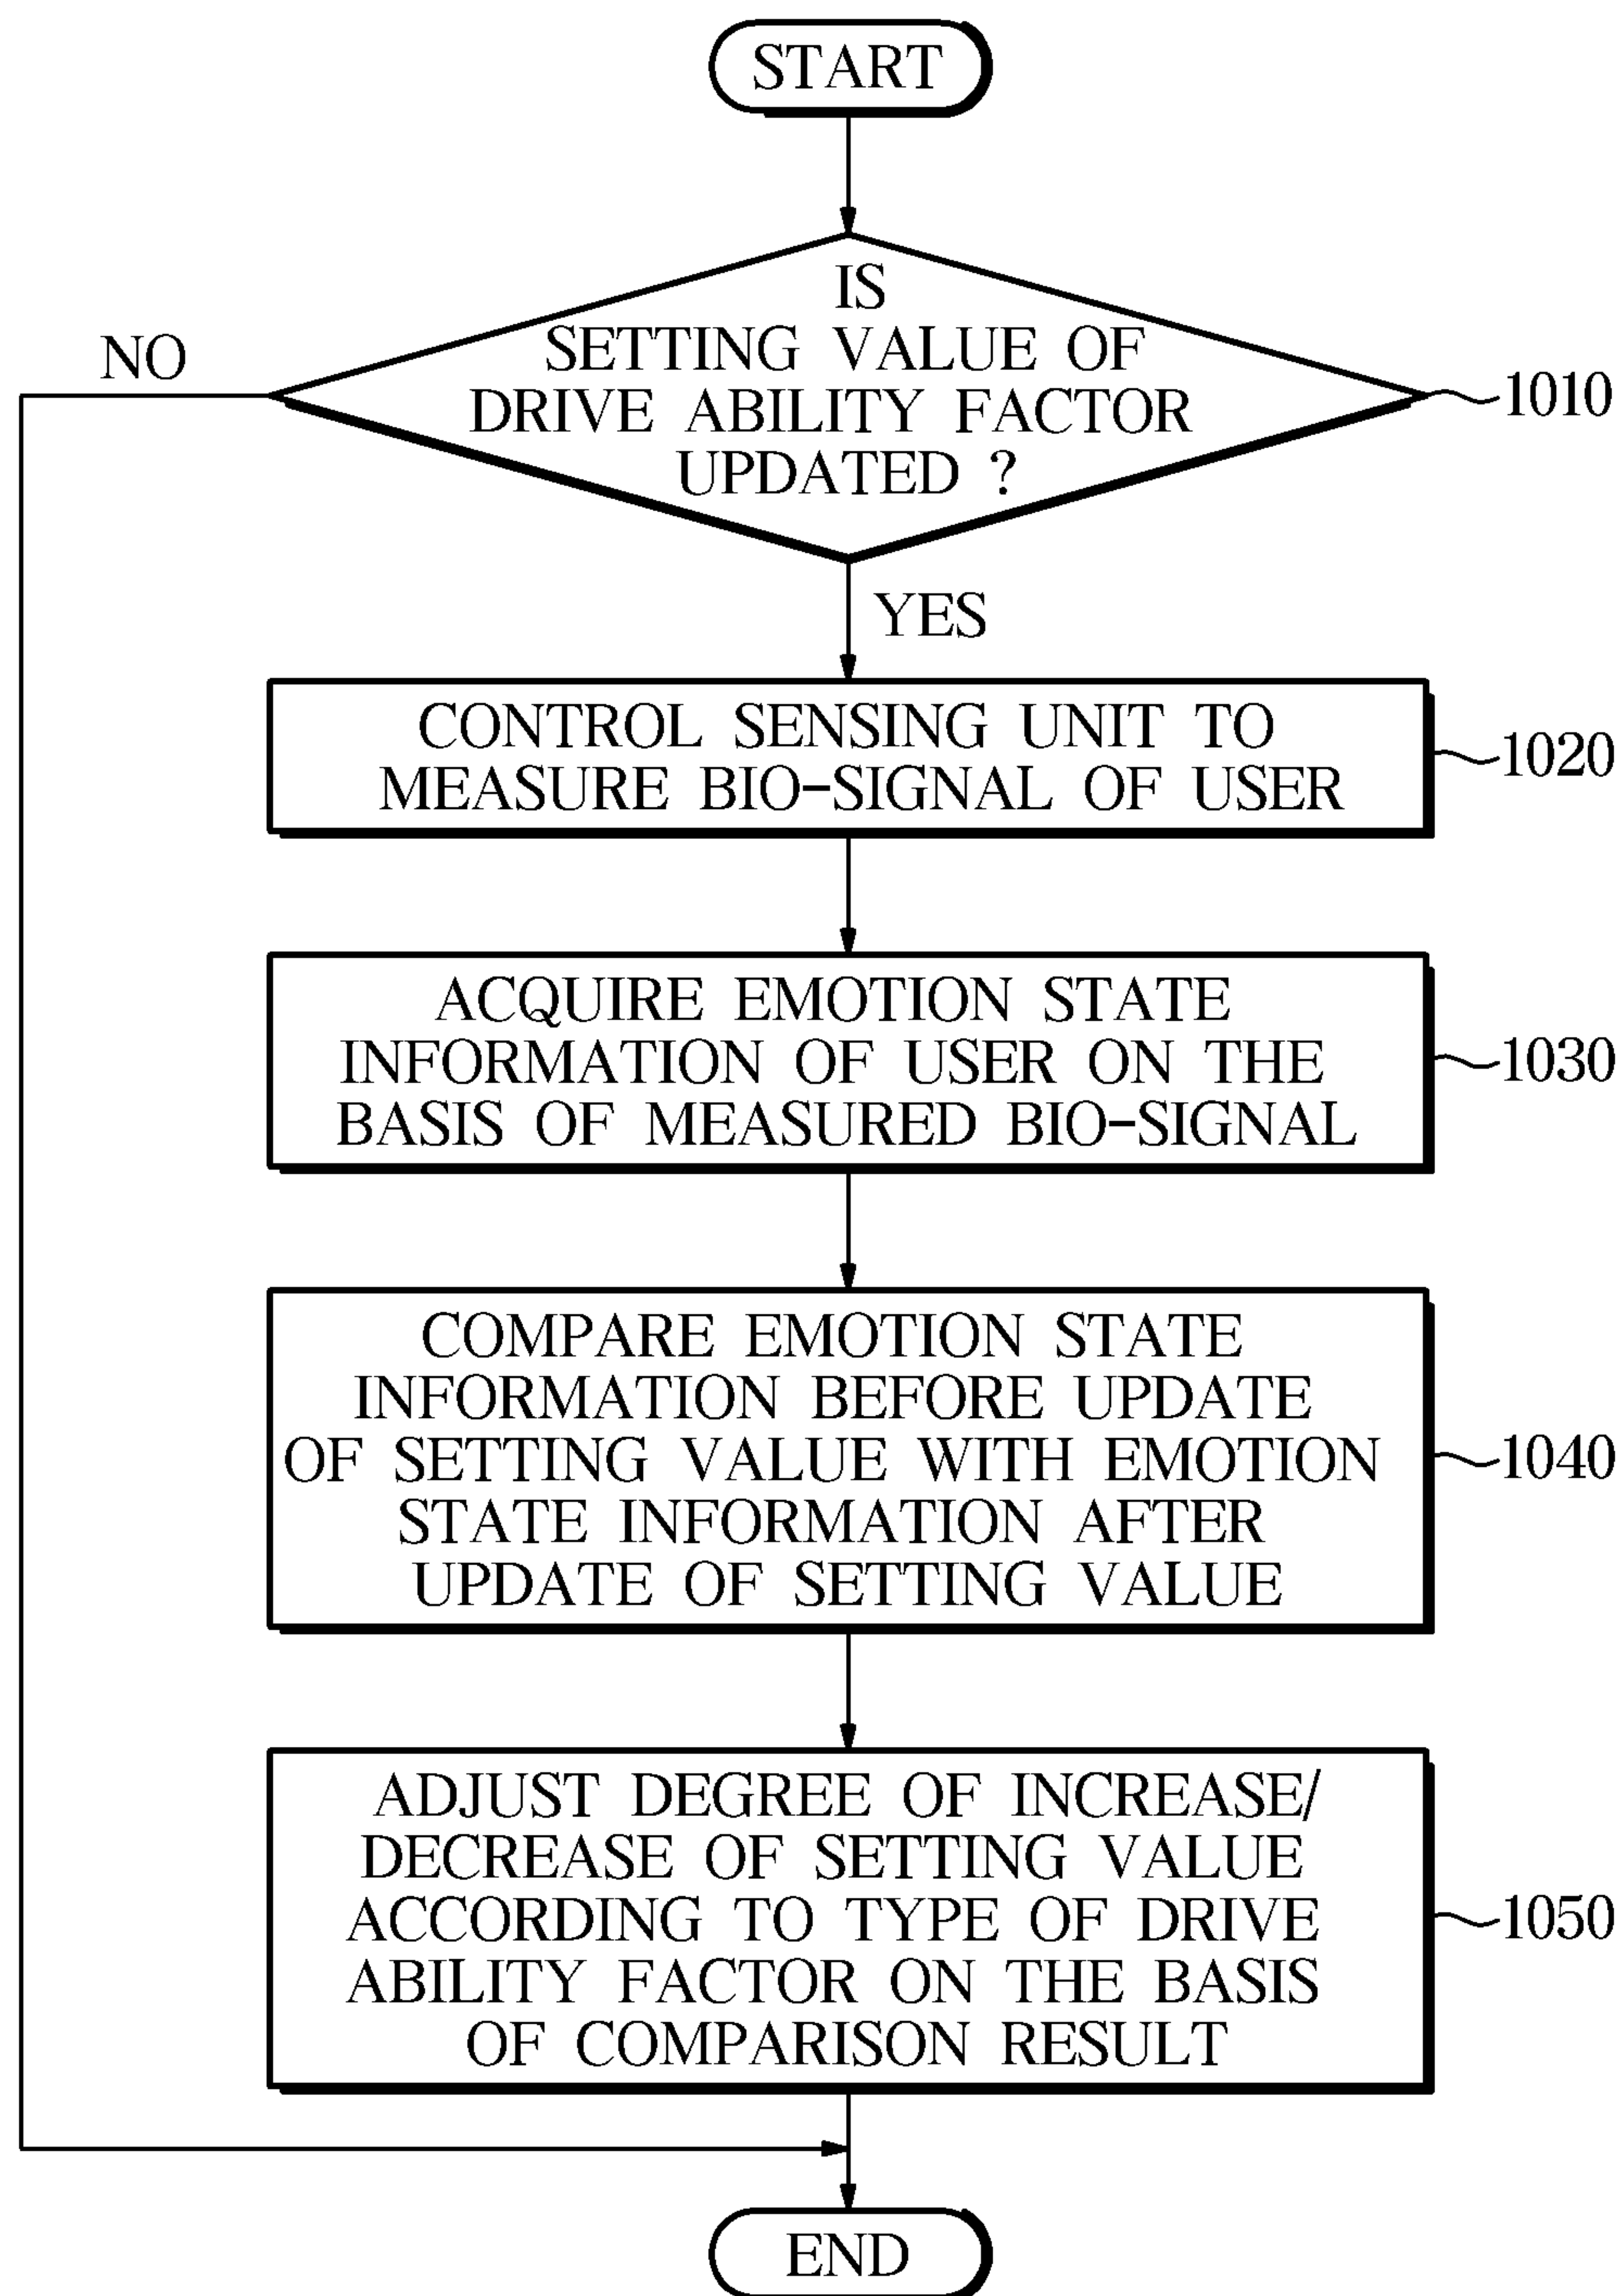 START
IS
SETTING VALUE OF
DRIVE ABILITY FACTOR
UPDATED ?
1010
NO
YES
CONTROL SENSING UNIT TO
MEASURE BIO-SIGNAL OF USER
1020
ACQUIRE EMOTION STATE
INFORMATION OF USER ON THE
BASIS OF MEASURED BIO-SIGNAL
1030
COMPARE EMOTION STATE
INFORMATION BEFORE UPDATE
OF SETTING VALUE WITH EMOTION
STATE INFORMATION AFTER
UPDATE OF SETTING VALUE
1040
ADJUST DEGREE OF INCREASE/
DECREASE OF SETTING VALUE
ACCORDING TO TYPE OF DRIVE
ABILITY FACTOR ON THE BASIS
OF COMPARISON RESULT
1050
END